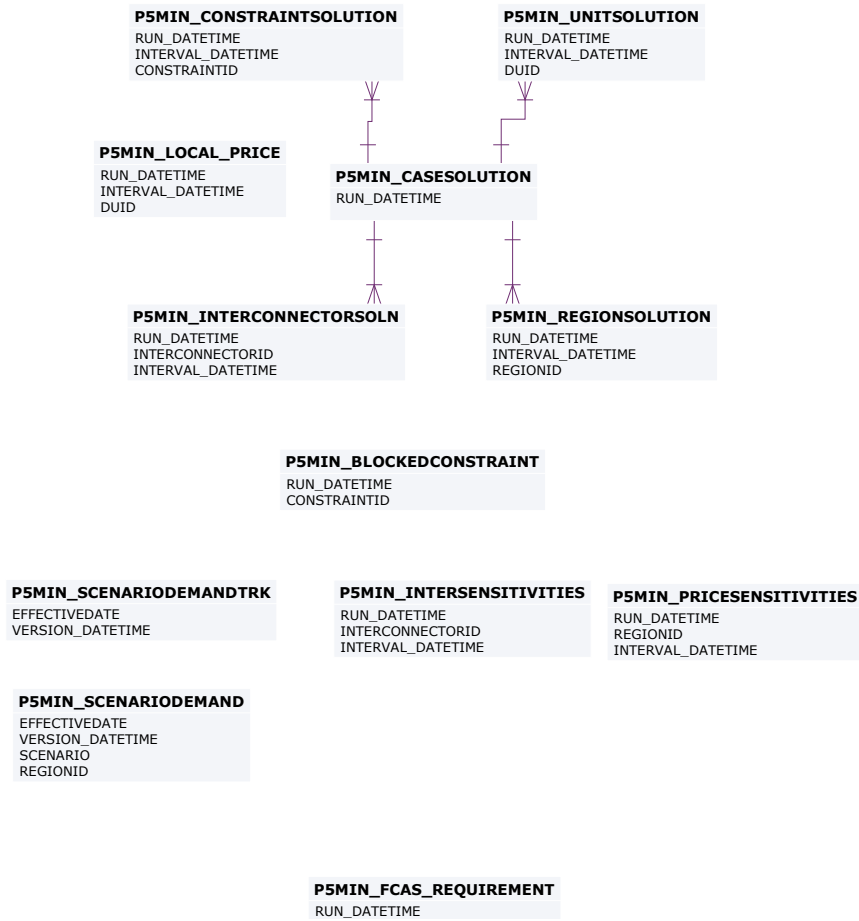 P5MIN_CONSTRAINTSOLUTION
RUN_DATETIME
INTERVAL_DATETIME
CONSTRAINTID
P5MIN_UNITSOLUTION
RUN_DATETIME
INTERVAL_DATETIME
DUID
P5MIN_LOCAL_PRICE
RUN_DATETIME
INTERVAL_DATETIME
DUID
P5MIN_CASESOLUTION
RUN_DATETIME
P5MIN_INTERCONNECTORSOLN
RUN_DATETIME
INTERCONNECTORID
INTERVAL_DATETIME
P5MIN_REGIONSOLUTION
RUN_DATETIME
INTERVAL_DATETIME
REGIONID
P5MIN_BLOCKEDCONSTRAINT
RUN_DATETIME
CONSTRAINTID
P5MIN_SCENARIODEMANDTRK
EFFECTIVEDATE
VERSION_DATETIME
P5MIN_INTERSENSITIVITIES
RUN_DATETIME
INTERCONNECTORID
INTERVAL_DATETIME
P5MIN_PRICESENSITIVITIES
RUN_DATETIME
REGIONID
INTERVAL_DATETIME
P5MIN_SCENARIODEMAND
EFFECTIVEDATE
VERSION_DATETIME
SCENARIO
REGIONID
P5MIN_FCAS_REQUIREMENT
RUN_DATETIME